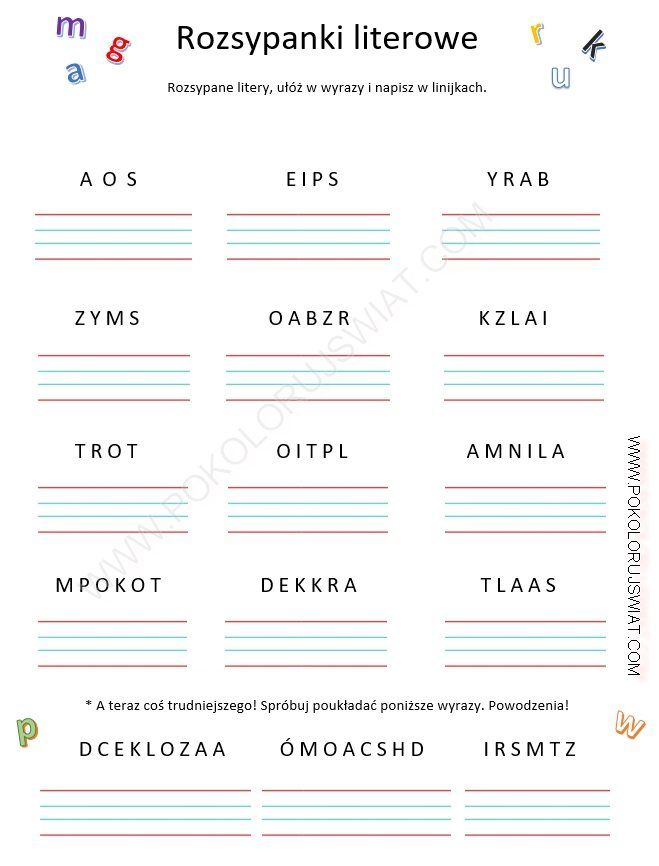 m g a
Rozsypanki literowe
r k u
Rozsypane litery, ułóż w wyrazy i napisz w linijkach.
A O S
E I P S
Y R A B
Z Y M S
O A B Z R
K Z L A I
T R O T
O I T P L
A M N I L A
M P O K O T
D E K K R A
T L A A S
* A teraz coś trudniejszego! Spróbuj poukładać poniższe wyrazy. Powodzenia!
p
w
D C E K L O Z A A
Ó M O A C S H D
I R S M T Z
WWW.POKOLORUJSWIAT.COM
WWW.POKOLORUJSWIAT.COM